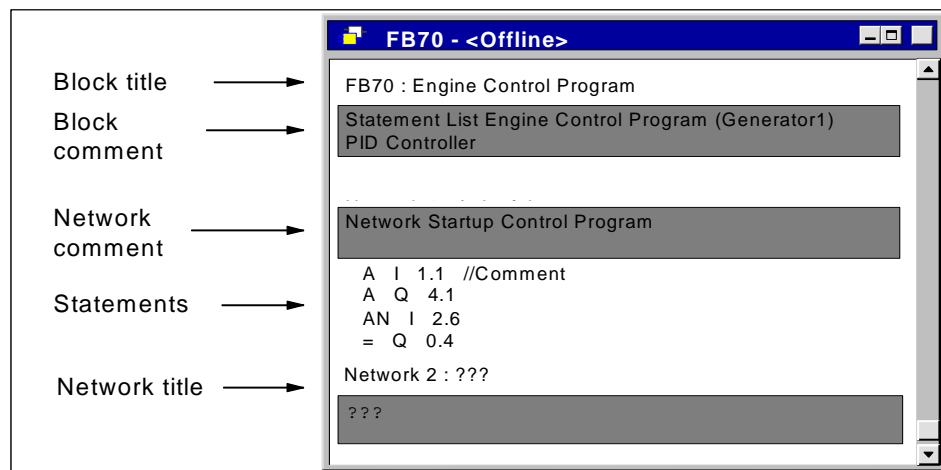 FB70 - <Offline>
Block title
FB70 : Engine Control Program
Block
comment
Statement List Engine Control Program (Generator1)
PID Controller
Network
comment
Network Startup Control Program
Statements
A I 1.1 //Comment
A Q 4.1
AN I 2.6
= Q 0.4
Network title
Network 2 : ???
???